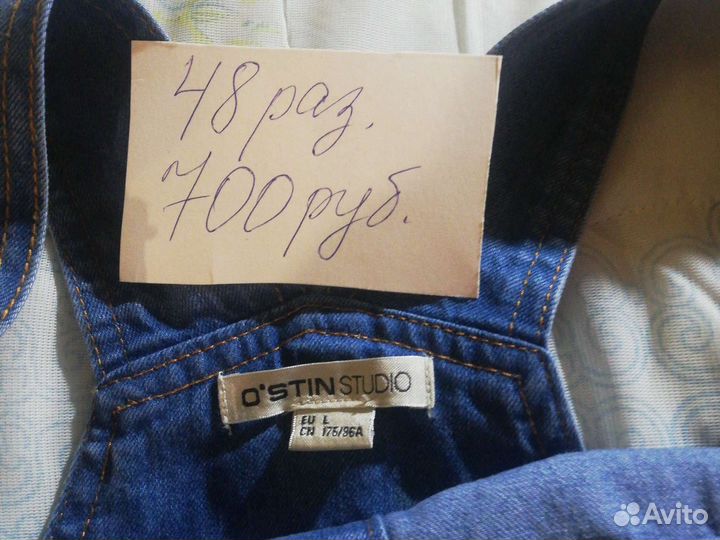 48 раз.
700 руб.
O'STIN STUDIO
EU L
CN 175/96A
Avito